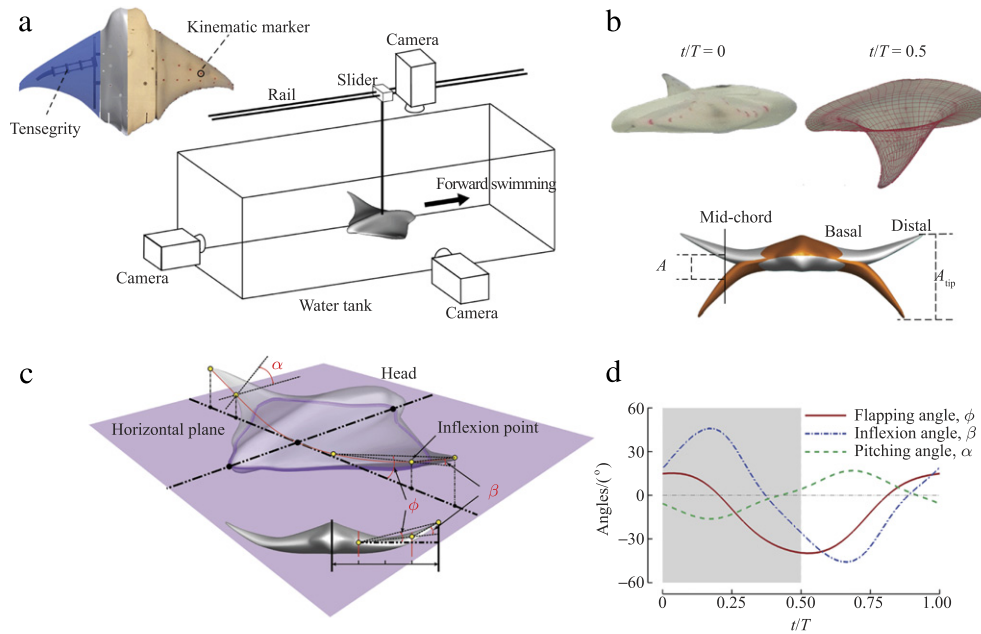 a
Kinematic marker
Tensegrity
Camera
Slider
Rail
Forward swimming
Camera
Water tank
Camera
b
t/T = 0
t/T = 0.5
Mid-chord
Basal
Distal
A
A_tip
c
α
Head
Horizontal plane
Inflexion point
β
ϕ
d
Flapping angle, ϕ
Inflexion angle, β
Pitching angle, α
Angles/(°)
60
30
0
−30
−60
0
0.25
0.50
0.75
1.00
t/T